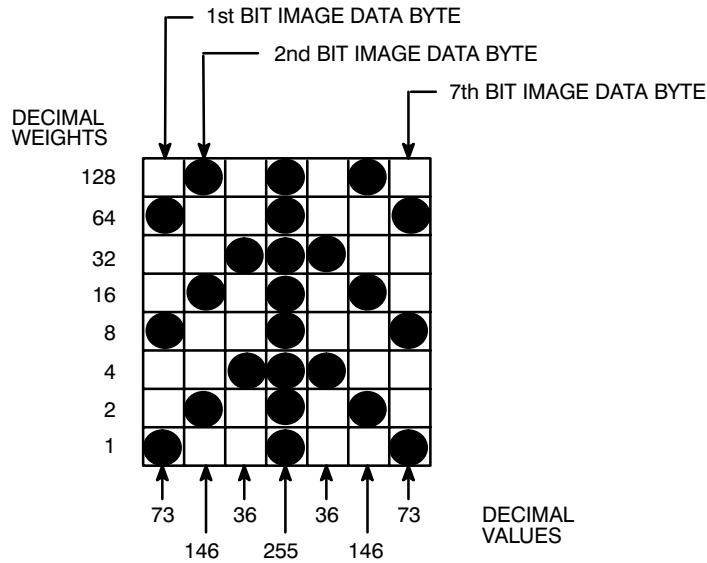 1st BIT IMAGE DATA BYTE
2nd BIT IMAGE DATA BYTE
7th BIT IMAGE DATA BYTE
DECIMAL
WEIGHTS
128
64
32
16
8
4
2
1
73 36 36 73
146 255 146
DECIMAL
VALUES